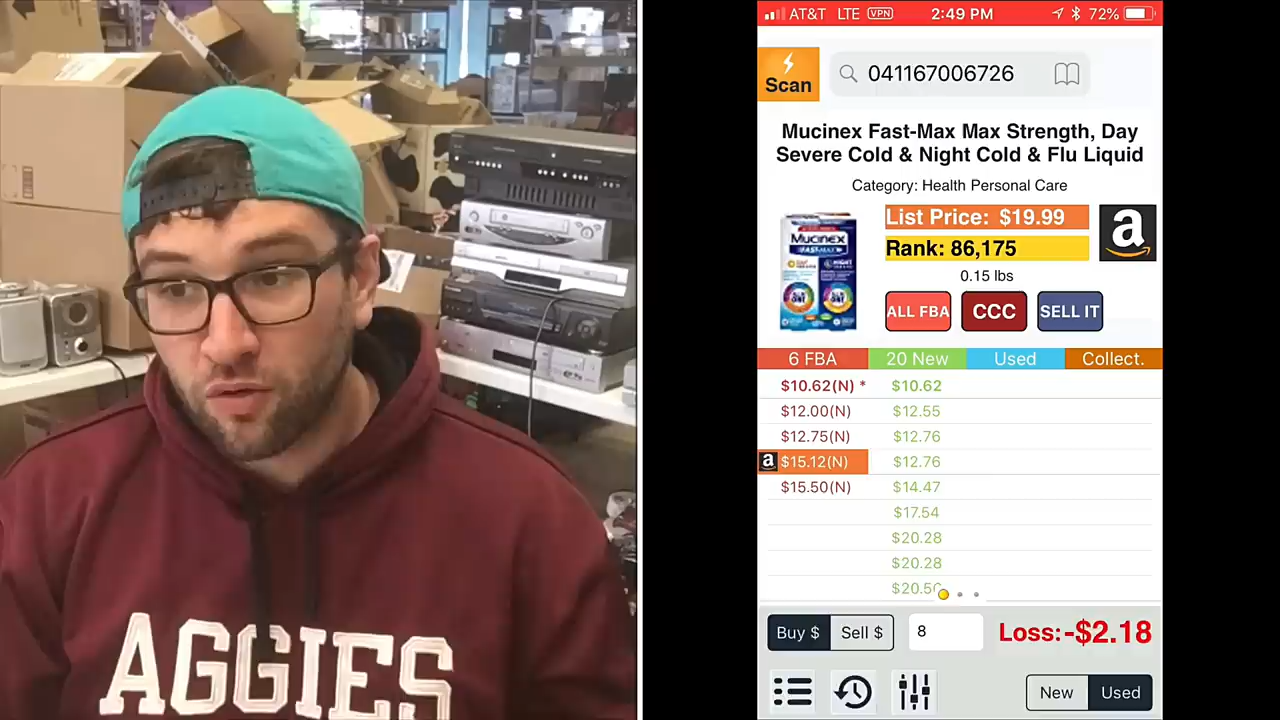 AGGIES
AT&T LTE VPN 2:49 PM 72%
Scan
041167006726
Mucinex Fast-Max Max Strength, Day
Severe Cold & Night Cold & Flu Liquid
Category: Health Personal Care
Mucinex
FAST-MAX
List Price: $19.99
Rank: 86,175
0.15 lbs
a
ALL FBA CCC SELL IT
6 FBA 20 New Used Collect.
$10.62(N) * $10.62
$12.00(N) $12.55
$12.75(N) $12.76
a $15.12(N) $12.76
$15.50(N) $14.47
$17.54
$20.28
$20.28
Buy $ Sell $ 8 Loss:-$2.18
New Used